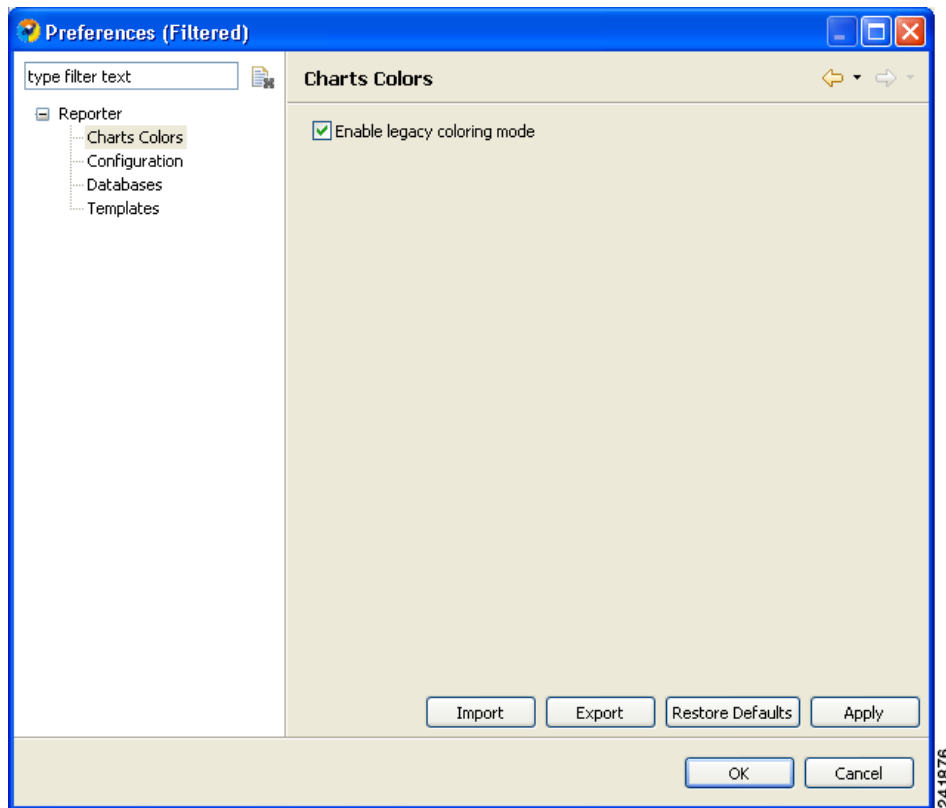 Preferences (Filtered)
type filter text
Charts Colors
Reporter
Charts Colors
Configuration
Databases
Templates
Enable legacy coloring mode
Import
Export
Restore Defaults
Apply
OK
Cancel
241876